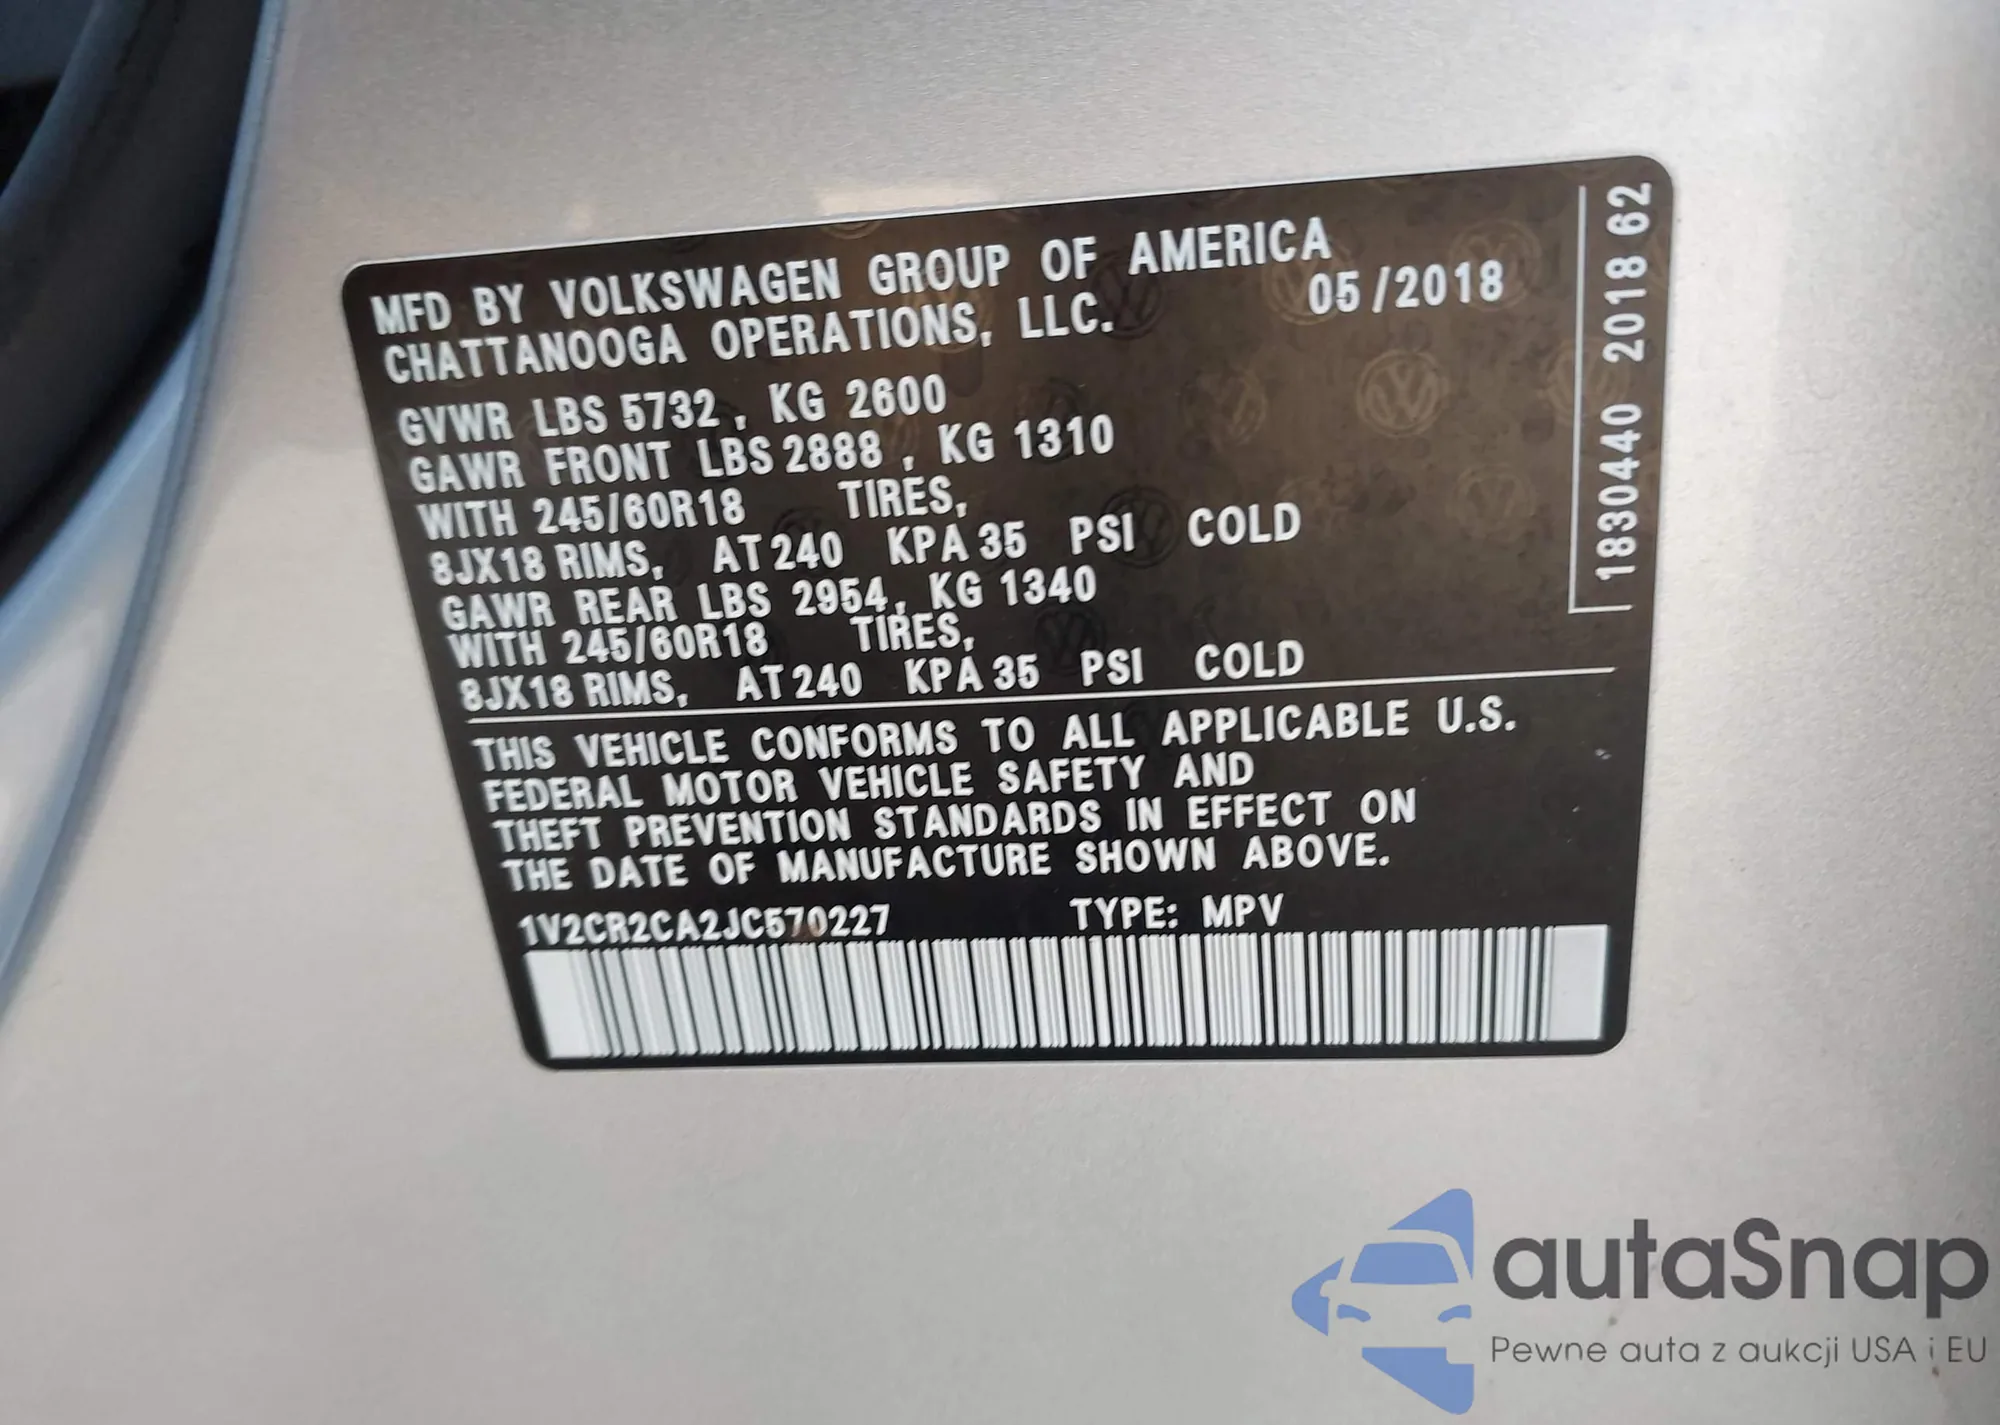 MFD BY VOLKSWAGEN GROUP OF AMERICA
CHATTANOOGA OPERATIONS, LLC. 05/2018
GVWR LBS 5732, KG 2600
GAWR FRONT LBS 2888, KG 1310
WITH 245/60R18 TIRES,
8JX18 RIMS, AT 240 KPA 35 PSI COLD
GAWR REAR LBS 2954, KG 1340
WITH 245/60R18 TIRES,
8JX18 RIMS, AT 240 KPA 35 PSI COLD
THIS VEHICLE CONFORMS TO ALL APPLICABLE U.S.
FEDERAL MOTOR VEHICLE SAFETY AND
THEFT PREVENTION STANDARDS IN EFFECT ON
THE DATE OF MANUFACTURE SHOWN ABOVE.
1V2CR2CA2JC570227 TYPE: MPV
1830440 2018 62
autaSnap
Pewne auta z aukcji USA i EU